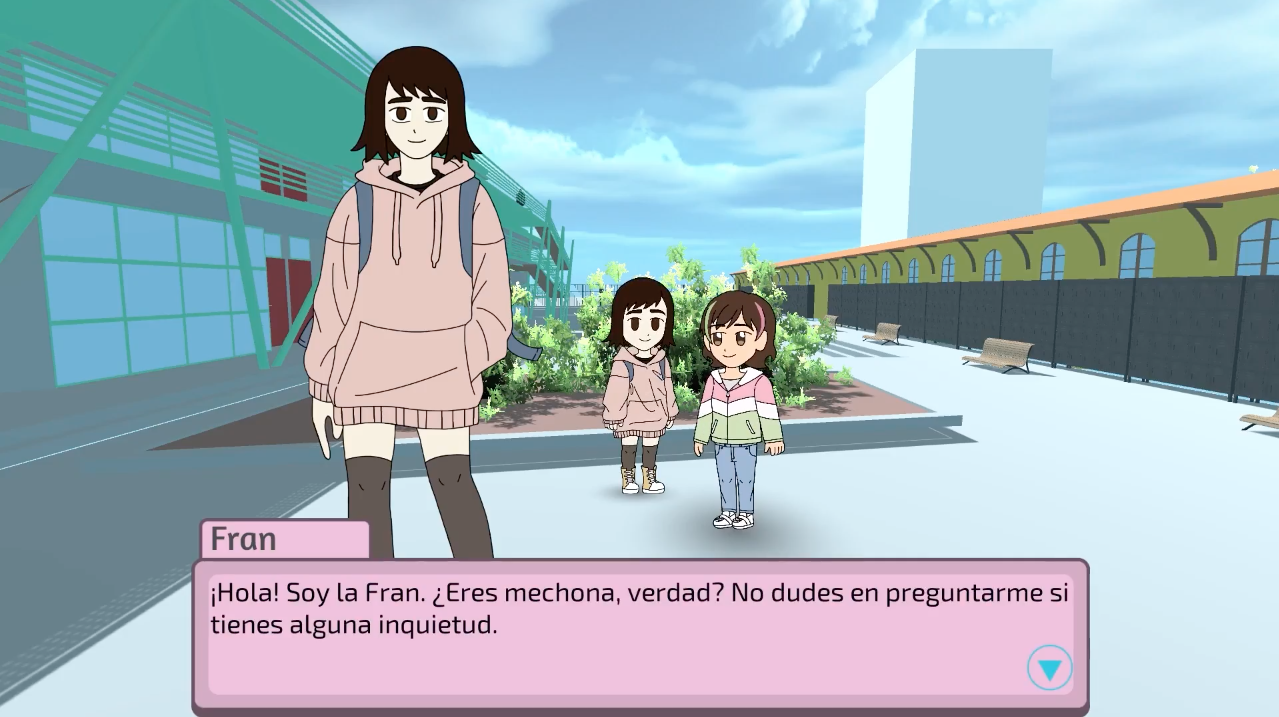 Fran
¡Hola! Soy la Fran. ¿Eres mechona, verdad? No dudes en preguntarme si
tienes alguna inquietud.